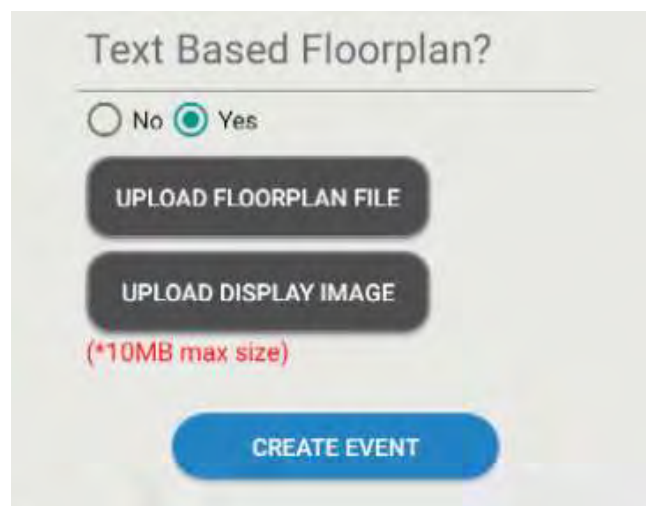 Text Based Floorplan?
No Yes
UPLOAD FLOORPLAN FILE
UPLOAD DISPLAY IMAGE
(*10MB max size)
CREATE EVENT